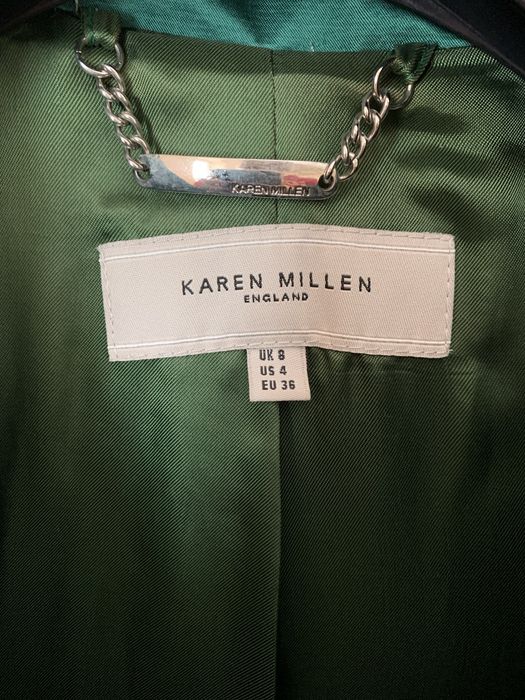 KAREN MILLEN
KAREN MILLEN
ENGLAND
UK 8
US 4
EU 36